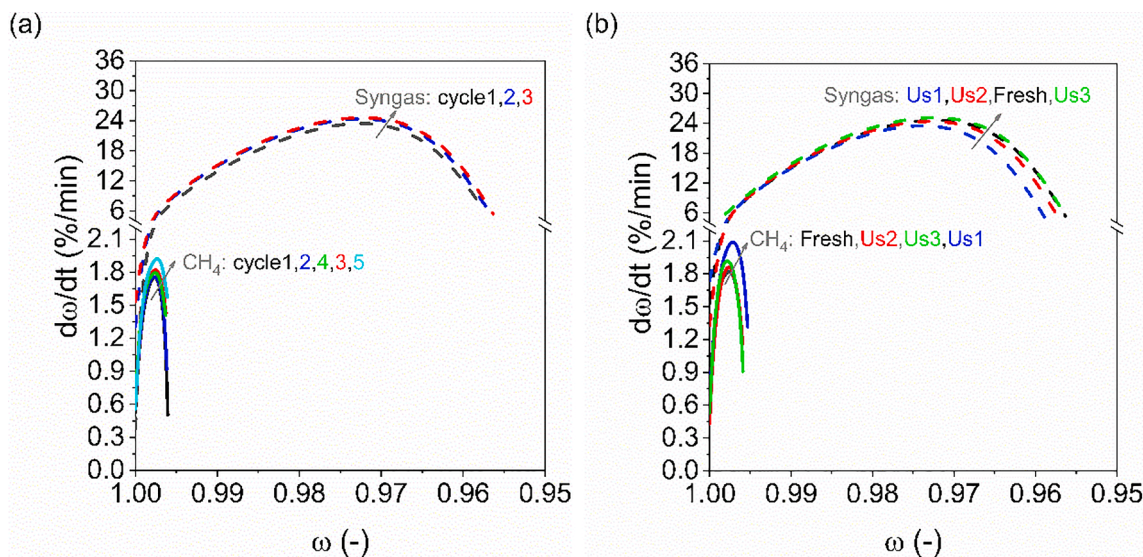 (a)
36
30
24
18
12
6
2.1
1.8
1.5
1.2
0.9
0.6
0.3
0.0
dω/dt (%/min)
Syngas: cycle1,2,3
CH₄: cycle1,2,4,3,5
1.00 0.99 0.98 0.97 0.96 0.95
ω (-)
(b)
36
30
24
18
12
6
2.1
1.8
1.5
1.2
0.9
0.6
0.3
0.0
dω/dt (%/min)
Syngas: Us1,Us2,Fresh,Us3
CH₄: Fresh,Us2,Us3,Us1
1.00 0.99 0.98 0.97 0.96 0.95
ω (-)